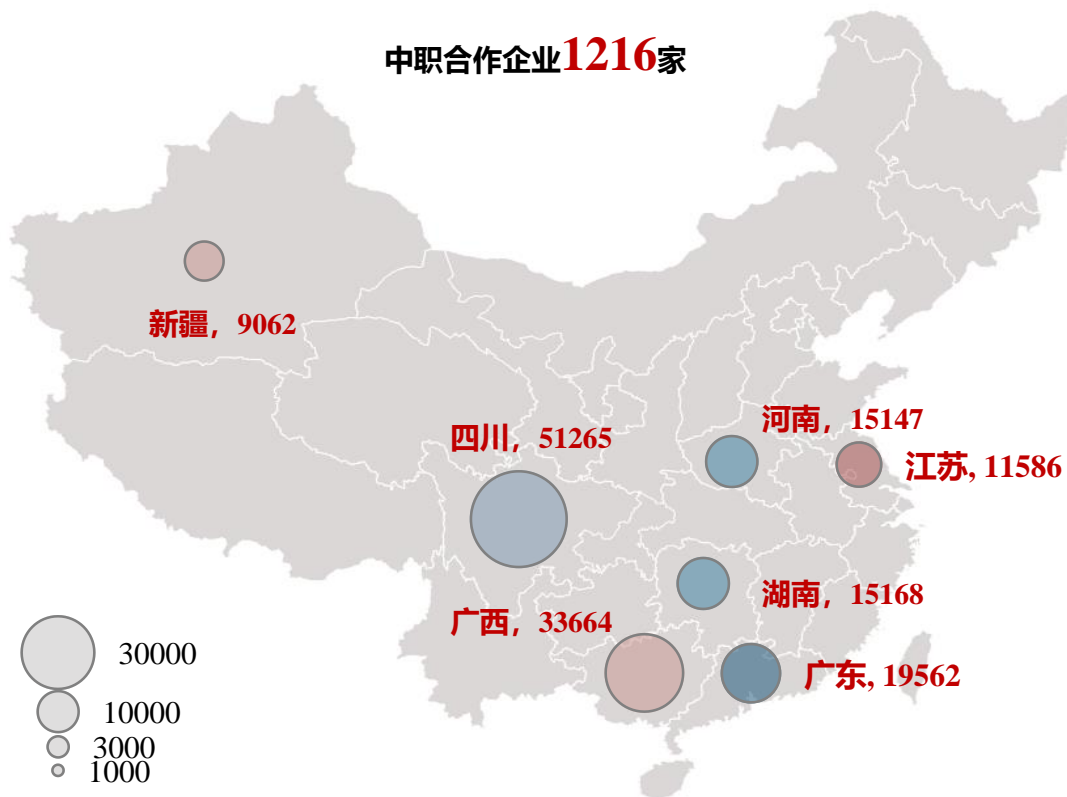 中职合作企业1216家
新疆，9062
四川，51265
河南，15147
江苏, 11586
湖南，15168
广西，33664
广东, 19562
30000
10000
3000
1000